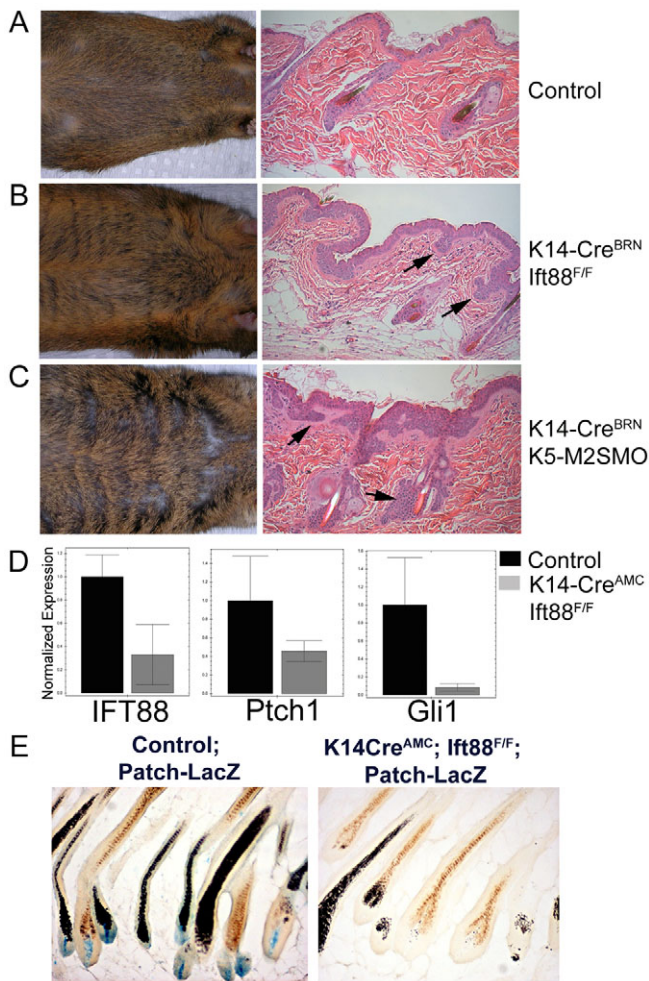 A
Control
B
K14-Cre^BRN
Ift88^F/F
C
K14-Cre^BRN
K5-M2SMO
D
Normalized Expression
IFT88
Ptch1
Gli1
Control
K14-Cre^AMC
Ift88^F/F
E
Control;
Patch-LacZ
K14Cre^AMC; Ift88^F/F;
Patch-LacZ